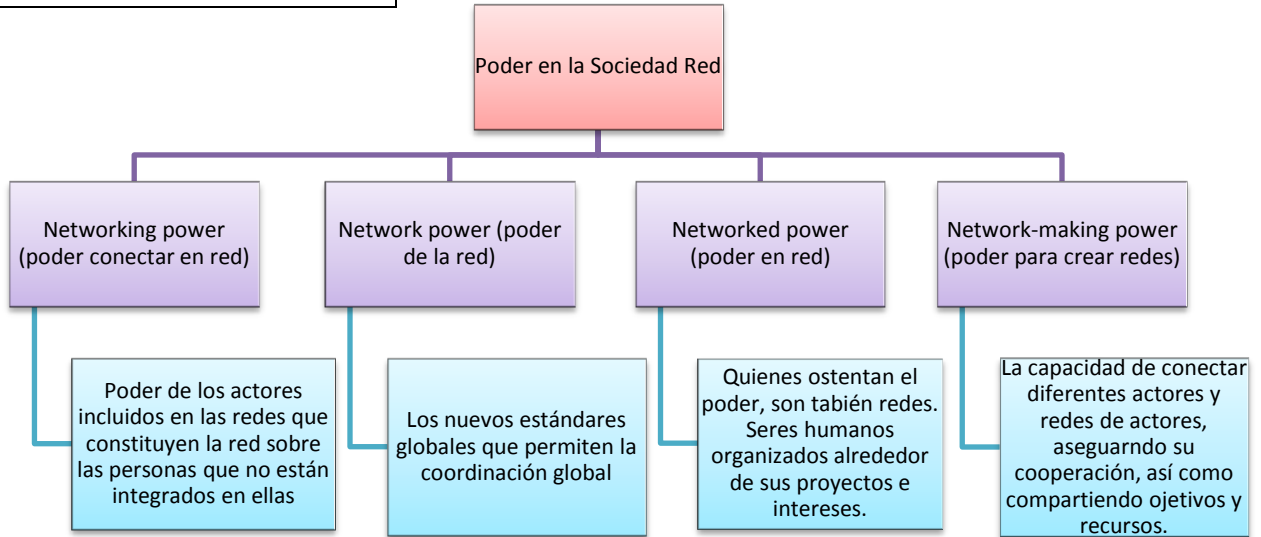 Poder en la Sociedad Red
Networking power
(poder conectar en red)
Network power (poder
de la red)
Networked power
(poder en red)
Network-making power
(poder para crear redes)
Poder de los actores
incluidos en las redes que
constituyen la red sobre
las personas que no están
integrados en ellas
Los nuevos estándares
globales que permiten la
coordinación global
Quienes ostentan el
poder, son tabién redes.
Seres humanos
organizados alrededor
de sus proyectos e
intereses.
La capacidad de conectar
diferentes actores y
redes de actores,
aseguarndo su
cooperación, así como
compartiendo ojetivos y
recursos.